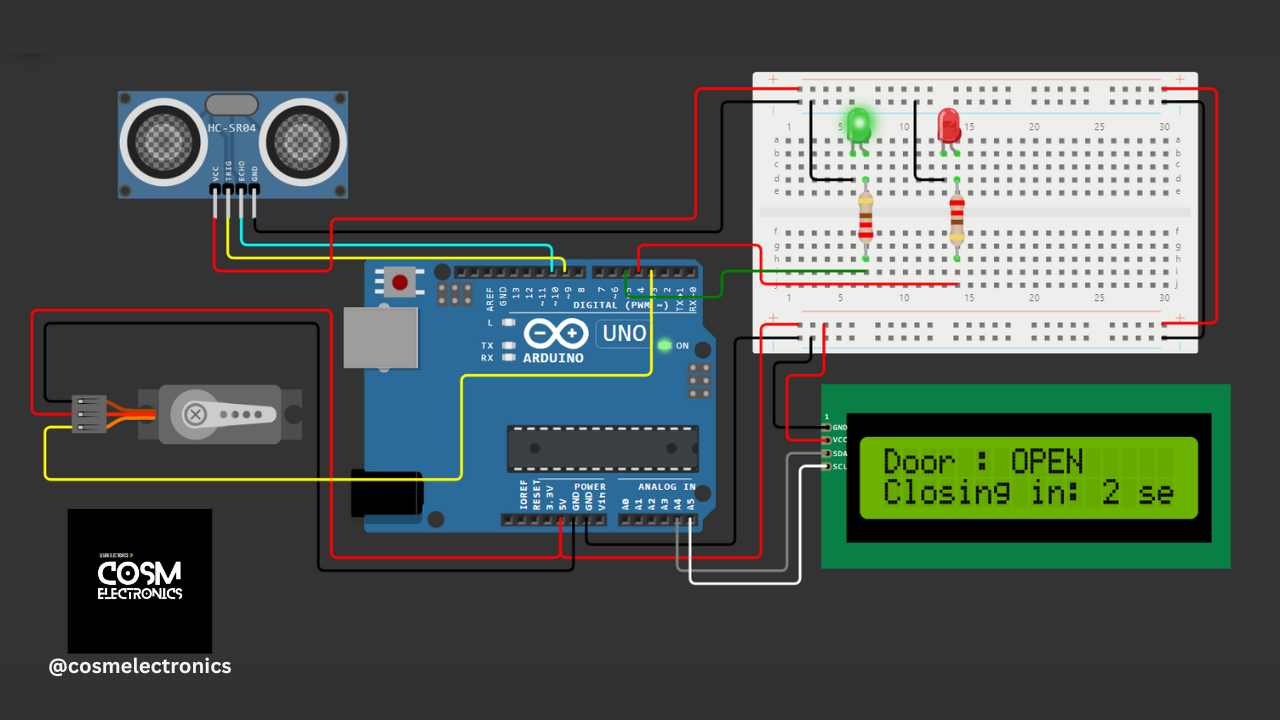 HC-SR04
VCC
TRIG
ECHO
GND
1 5 10 15 20 25 30
a a
b b
c c
d d
e e
f f
g g
h h
i i
j j
1 5 10 15 20 25 30
AREF
GND
13
12
~11
~10
~9
8
7
~6
~5
4
~3
2
TX→1
RX←0
DIGITAL (PWM ~)
L
TX
RX
UNO
ON
ARDUINO
IOREF
RESET
3.3V
5V
GND
GND
Vin
POWER
ANALOG IN
A0
A1
A2
A3
A4
A5
1
GND
VCC
SDA
SCL
Door : OPEN
Closing in: 2 se
LEARN ELECTRONICS
COSM
ELECTRONICS
@cosmelectronics